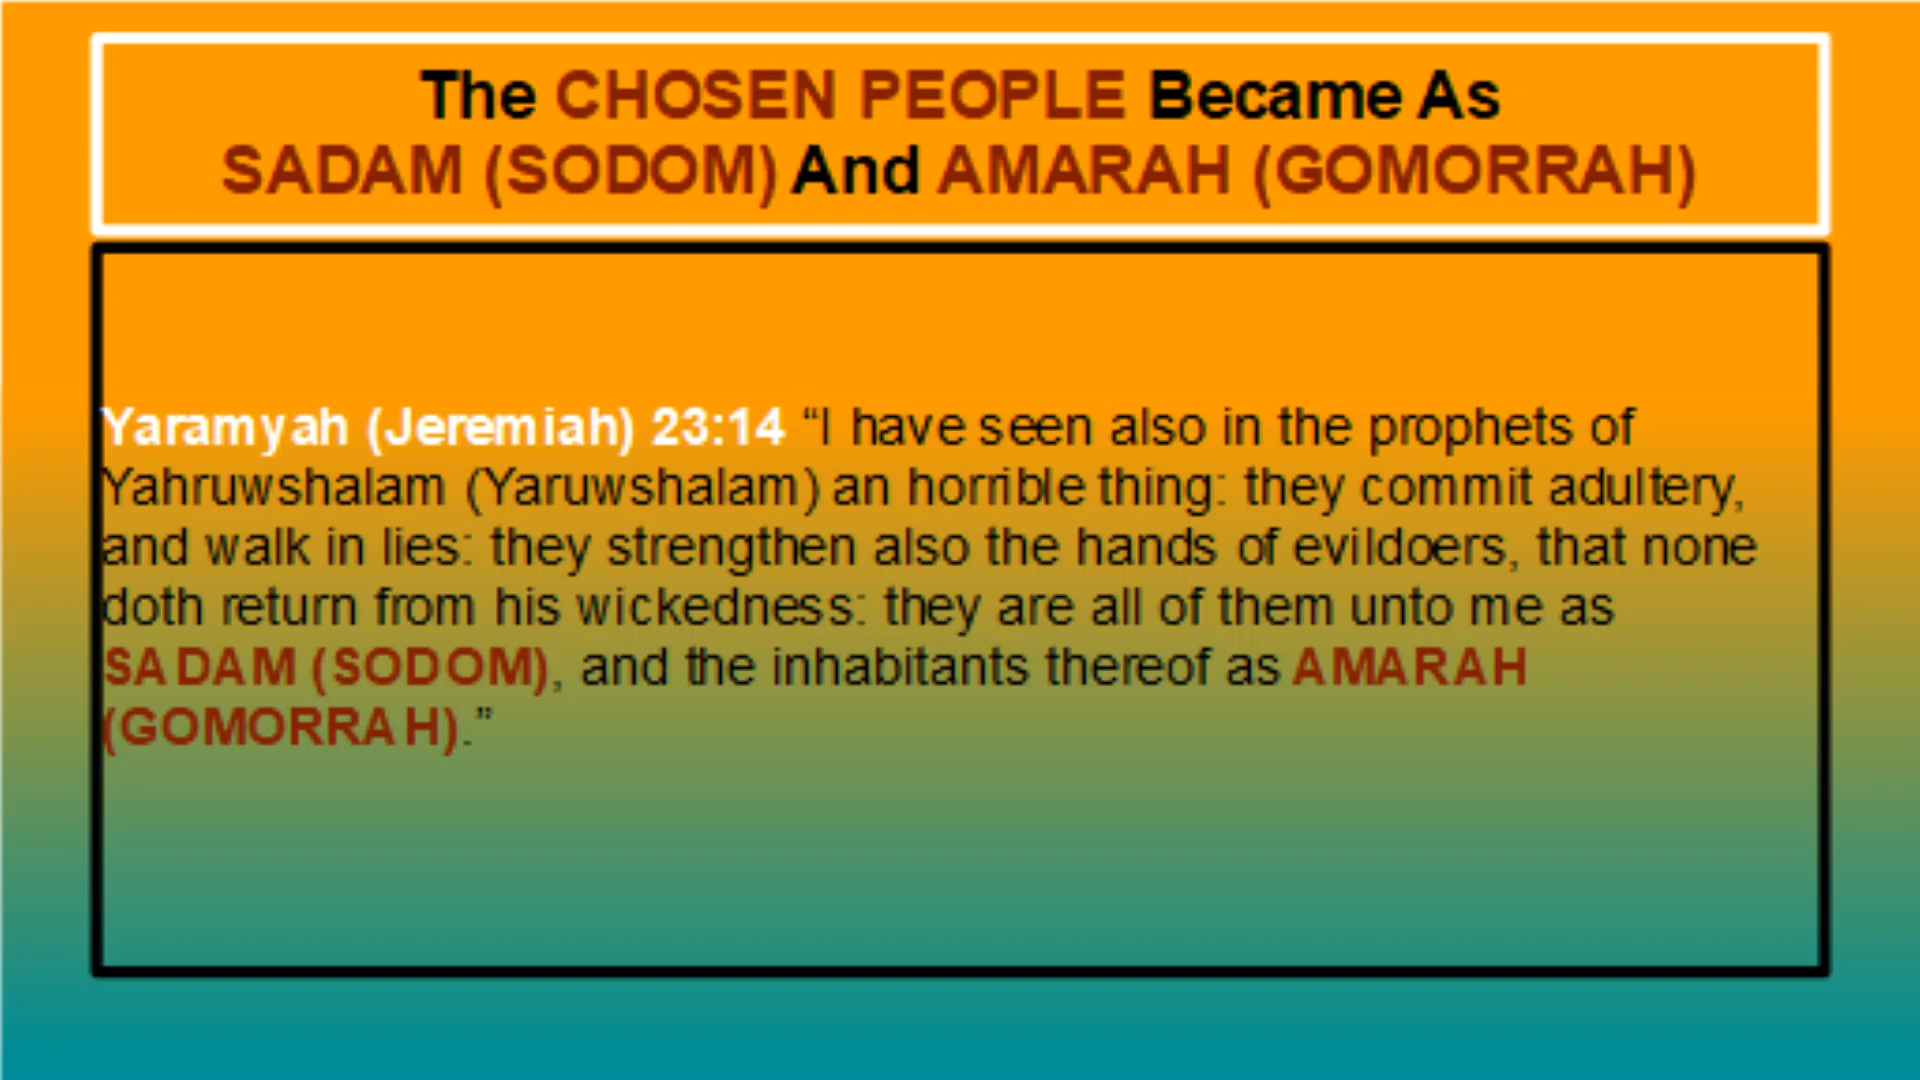 The CHOSEN PEOPLE Became As
SADAM (SODOM) And AMARAH (GOMORRAH)
Yaramyah (Jeremiah) 23:14 “I have seen also in the prophets of
Yahruwshalam (Yaruwshalam) an horrible thing: they commit adultery,
and walk in lies: they strengthen also the hands of evildoers, that none
doth return from his wickedness: they are all of them unto me as
SADAM (SODOM), and the inhabitants thereof as AMARAH
(GOMORRAH).”